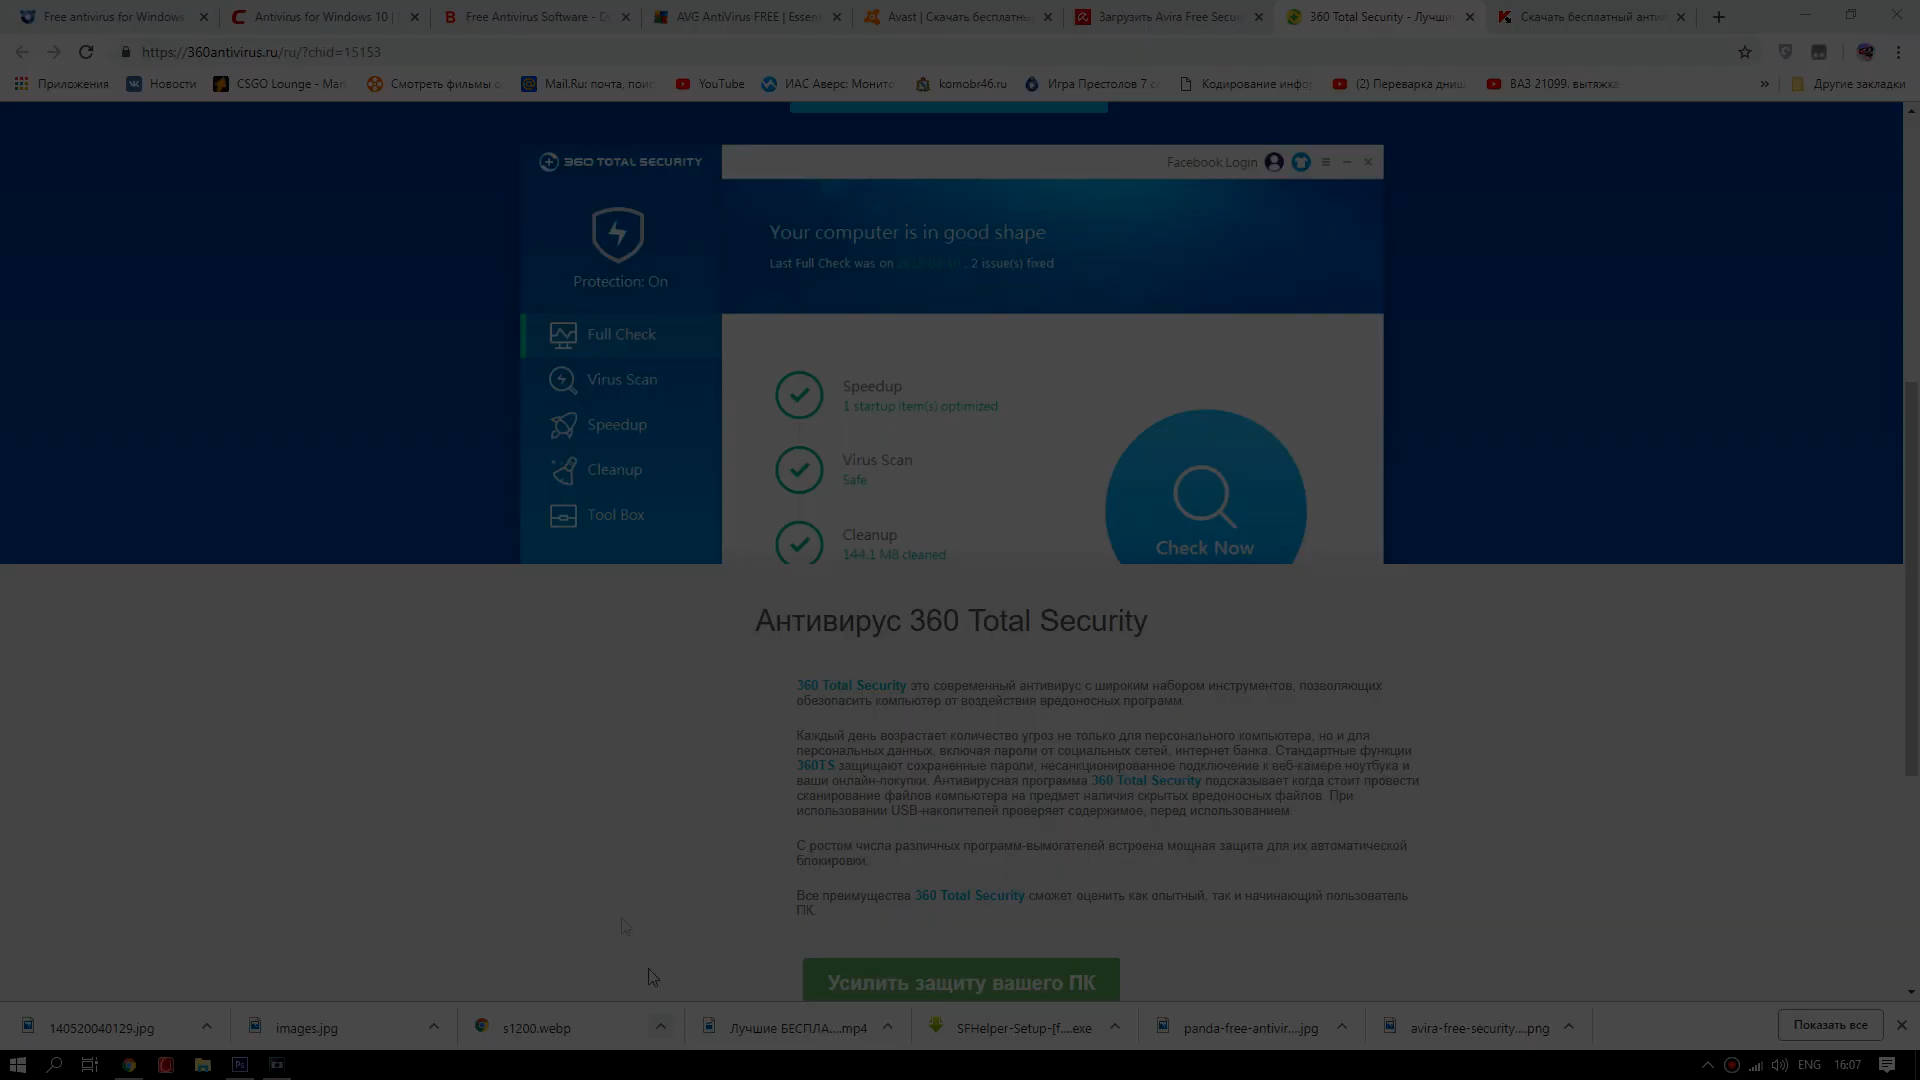 Free antivirus for Windows
Antivirus for Windows 10 |
Free Antivirus Software - D
AVG AntiVirus FREE | Essen
Avast | Скачать бесплатны
Загрузить Avira Free Secu
360 Total Security - Лучши
Скачать бесплатный анти
https://360antivirus.ru/ru/?chid=15153
Приложения
Новости
CSGO Lounge - Mar
Смотреть фильмы о
Mail.Ru: почта, поис
YouTube
ИАС Аверс: Монито
komobr46.ru
Игра Престолов 7 се
Кодирование инфо
(2) Переварка днищ
ВАЗ 21099. вытяжка
»
Другие закладки
360 TOTAL SECURITY
Facebook Login
Protection: On
Your computer is in good shape
Last Full Check was on , 2 issue(s) fixed
Full Check
Virus Scan
Speedup
Cleanup
Tool Box
Speedup
1 startup item(s) optimized
Virus Scan
Safe
Cleanup
144.1 MB cleaned
Check Now
Антивирус 360 Total Security
360 Total Security это современный антивирус с широким набором инструментов, позволяющих
обезопасить компьютер от воздействия вредоносных программ.
Каждый день возрастает количество угроз не только для персонального компьютера, но и для
персональных данных, включая пароли от социальных сетей, интернет банка. Стандартные функции
360TS защищают сохраненные пароли, несанкционированное подключение к веб-камере ноутбука и
ваши онлайн-покупки. Антивирусная программа 360 Total Security подсказывает когда стоит провести
сканирование файлов компьютера на предмет наличия скрытых вредоносных файлов. При
использовании USB-накопителей проверяет содержимое, перед использованием.
С ростом числа различных программ-вымогателей встроена мощная защита для их автоматической
блокировки.
Все преимущества 360 Total Security сможет оценить как опытный, так и начинающий пользователь
ПК.
Усилить защиту вашего ПК
140520040129.jpg
images.jpg
s1200.webp
Лучшие БЕСПЛА....mp4
SFHelper-Setup-[f....exe
panda-free-antivir....jpg
avira-free-security....png
Показать все
ENG
16:07